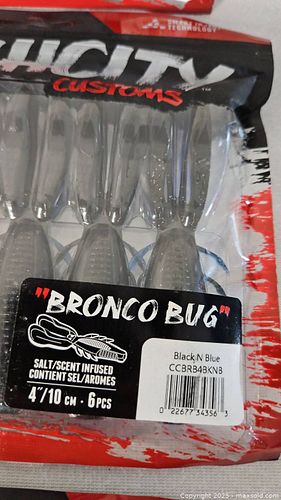 TECHNOLOGY
CUSTOMS
"BRONCO BUG"
SALT/SCENT INFUSED
CONTIENT SEL/AROMES
4"/10 CM · 6 PCS
Black N Blue
CCBRB4BKNB
0 22677 34356 3
Copyright 2025 - maxsold.com